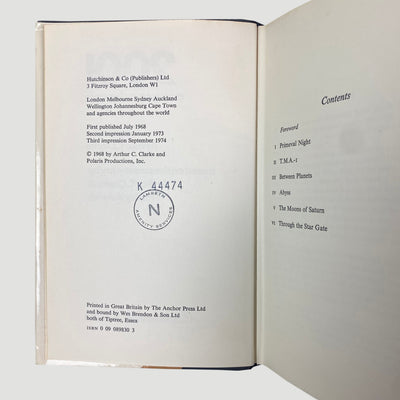 Hutchinson & Co (Publishers) Ltd
3 Fitzroy Square, London W1
London Melbourne Sydney Auckland
Wellington Johannesburg Cape Town
and agencies throughout the world
First published July 1968
Second impression January 1973
Third impression September 1974
© 1968 by Arthur C. Clarke and
Polaris Productions, Inc.
K 44474
LAMBETH
N
AMENITY SERVICES
Printed in Great Britain by The Anchor Press Ltd
and bound by Wm Brendon & Son Ltd
both of Tiptree, Essex
ISBN 0 09 089830 3
Contents
Foreword
I Primeval Night
II T.M.A.-1
III Between Planets
IV Abyss
V The Moons of Saturn
VI Through the Star Gate